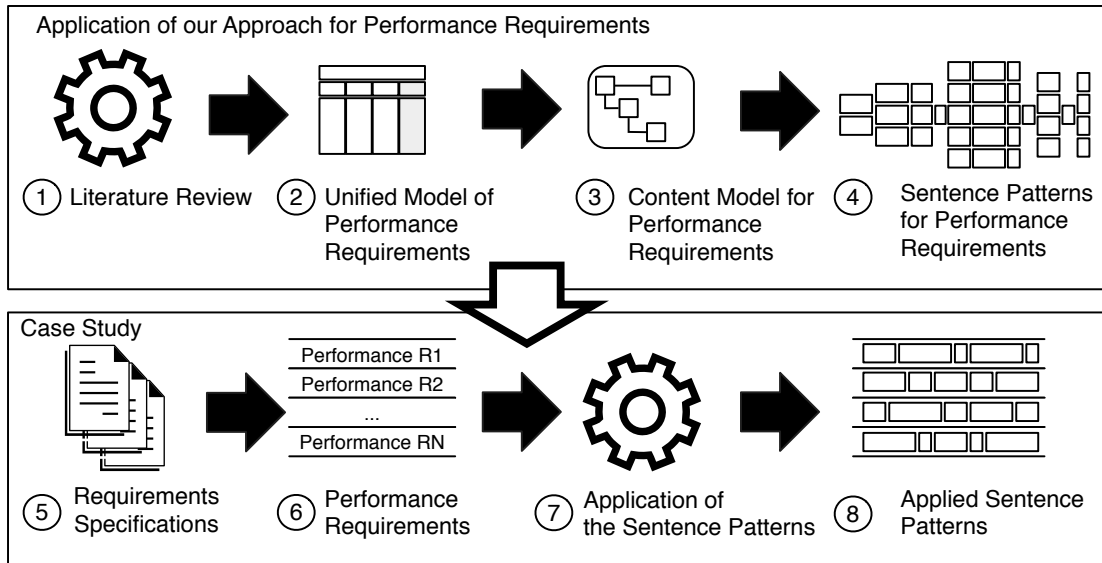 Application of our Approach for Performance Requirements
1 Literature Review
2 Unified Model of
Performance
Requirements
3 Content Model for
Performance
Requirements
4 Sentence Patterns
for Performance
Requirements
Case Study
Performance R1
Performance R2
...
Performance RN
5 Requirements
Specifications
6 Performance
Requirements
7 Application of
the Sentence Patterns
8 Applied Sentence
Patterns